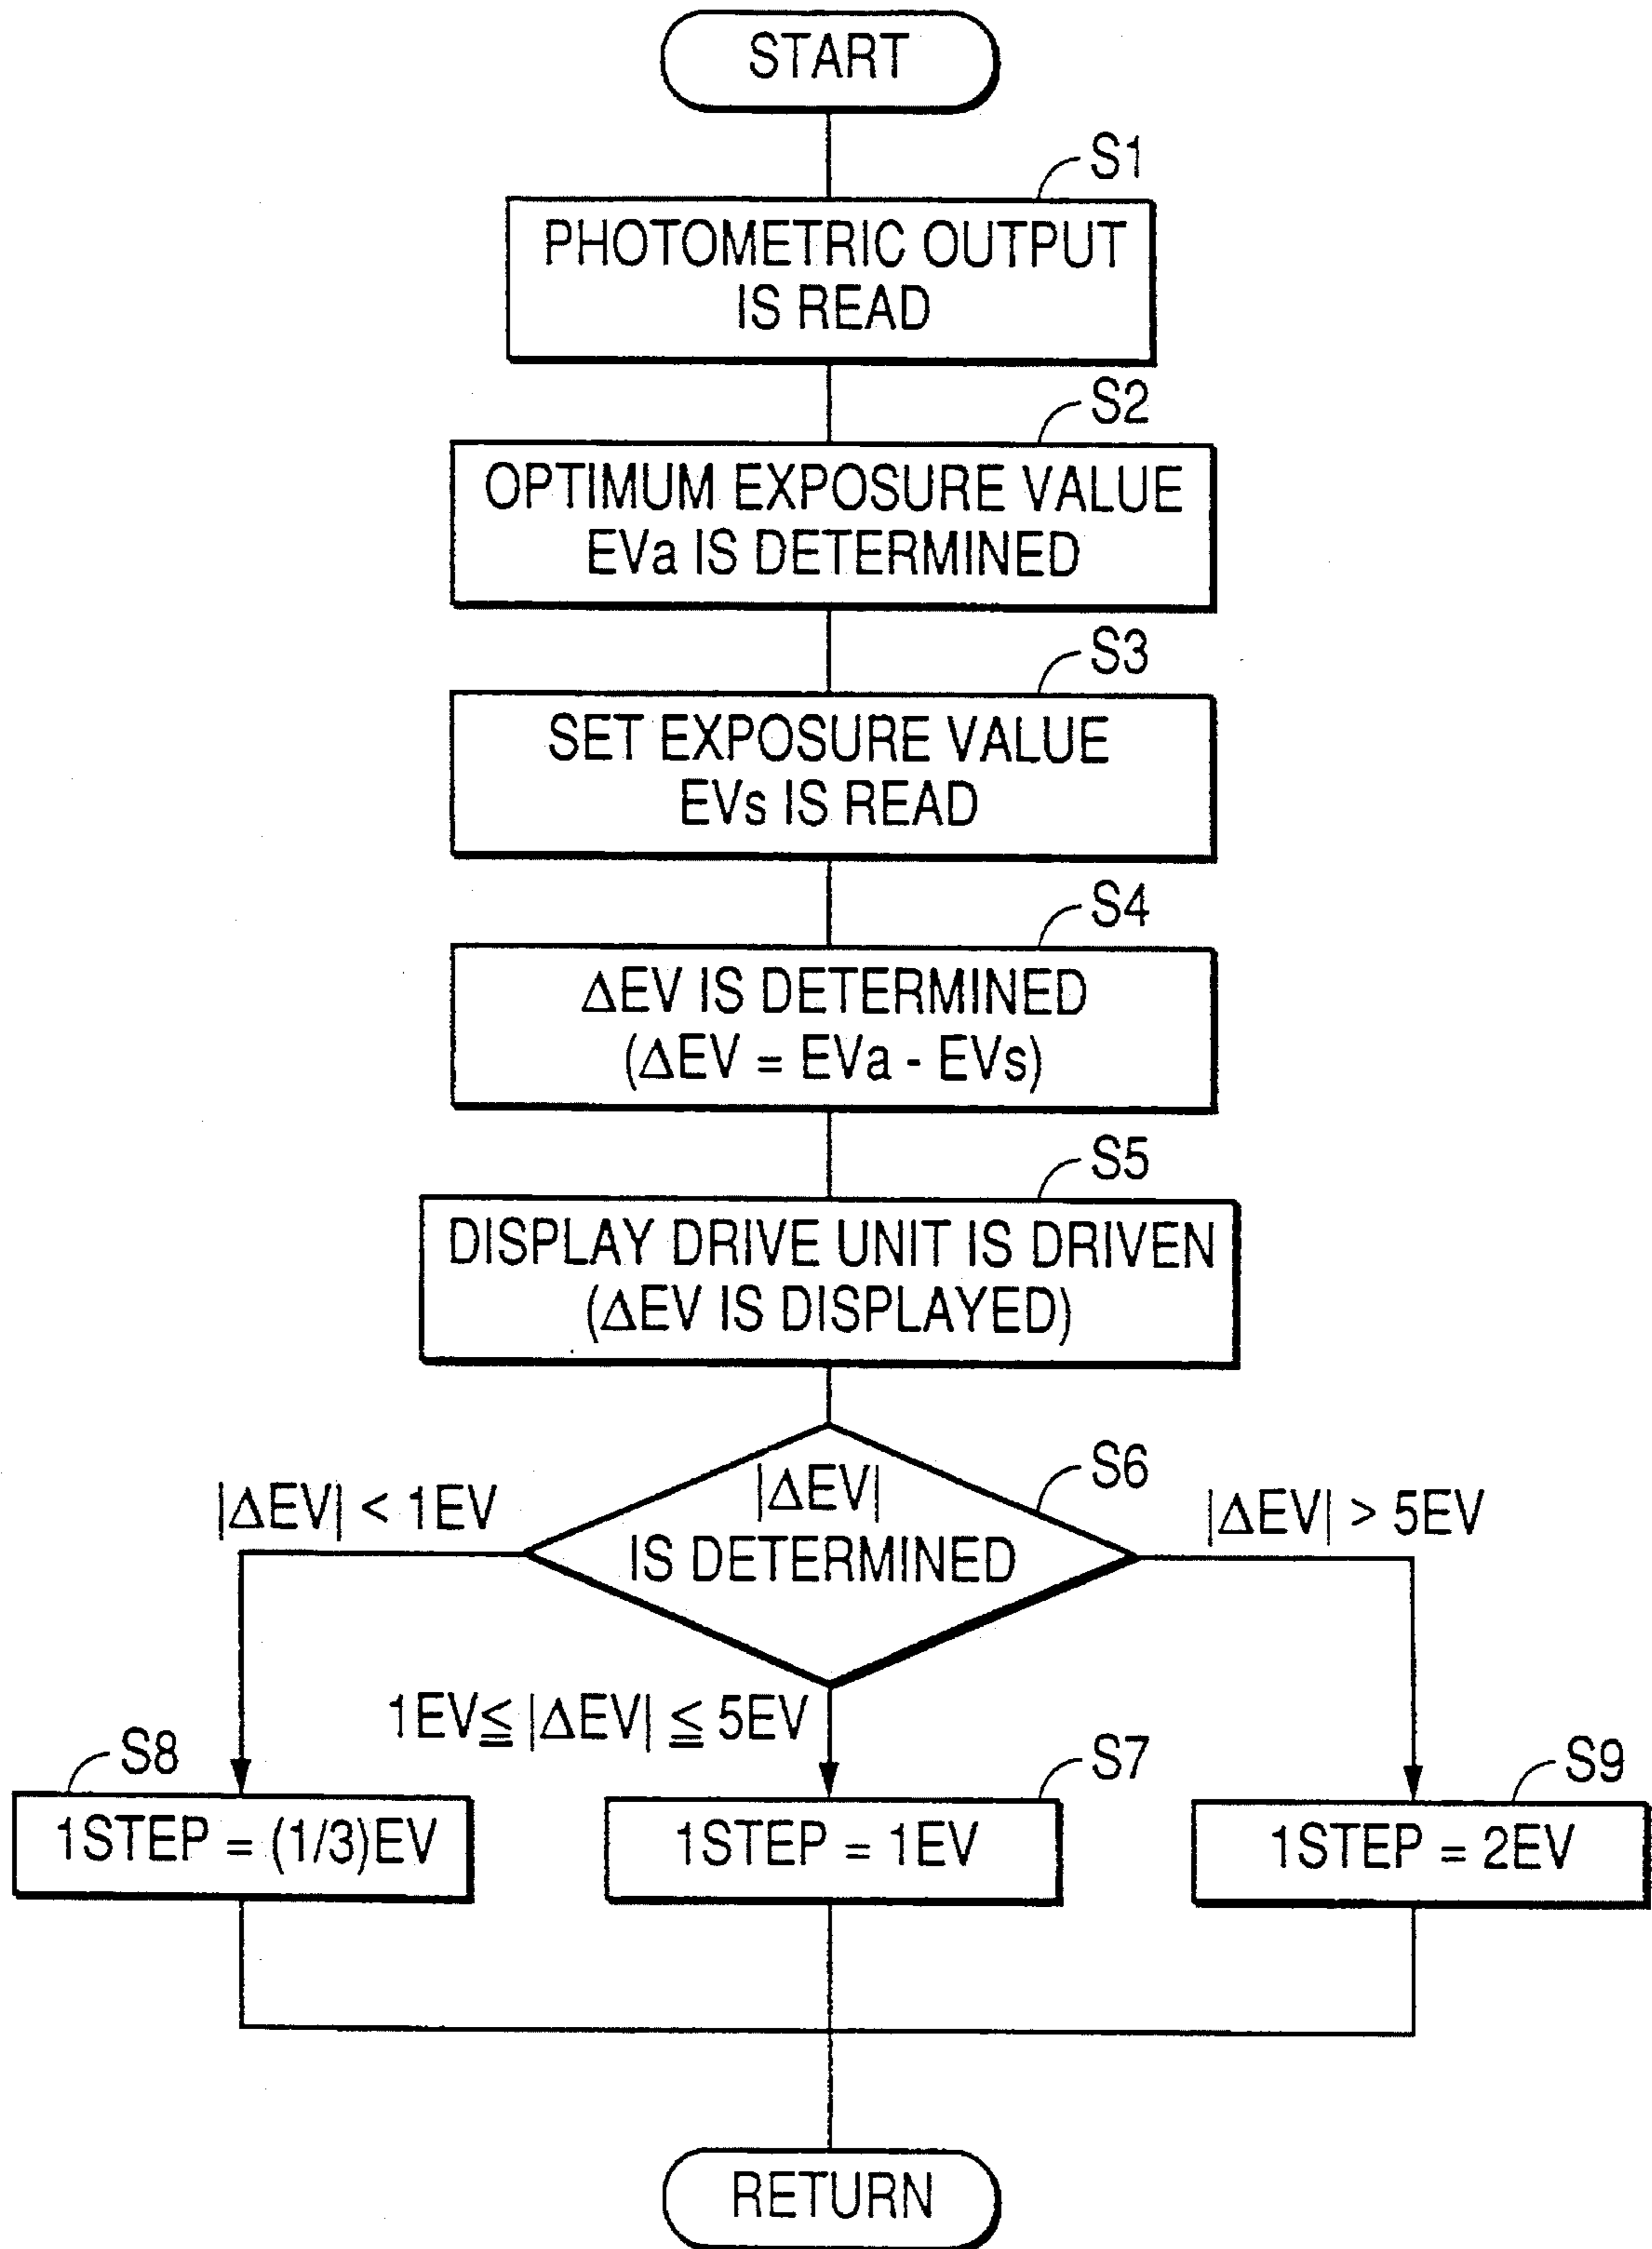 START
S1
PHOTOMETRIC OUTPUT
IS READ
S2
OPTIMUM EXPOSURE VALUE
EVa IS DETERMINED
S3
SET EXPOSURE VALUE
EVs IS READ
S4
ΔEV IS DETERMINED
(ΔEV = EVa - EVs)
S5
DISPLAY DRIVE UNIT IS DRIVEN
(ΔEV IS DISPLAYED)
S6
|ΔEV|
IS DETERMINED
|ΔEV| < 1EV
|ΔEV| > 5EV
1EV ≦ |ΔEV| ≦ 5EV
S8
1STEP = (1/3)EV
S7
1STEP = 1EV
S9
1STEP = 2EV
RETURN